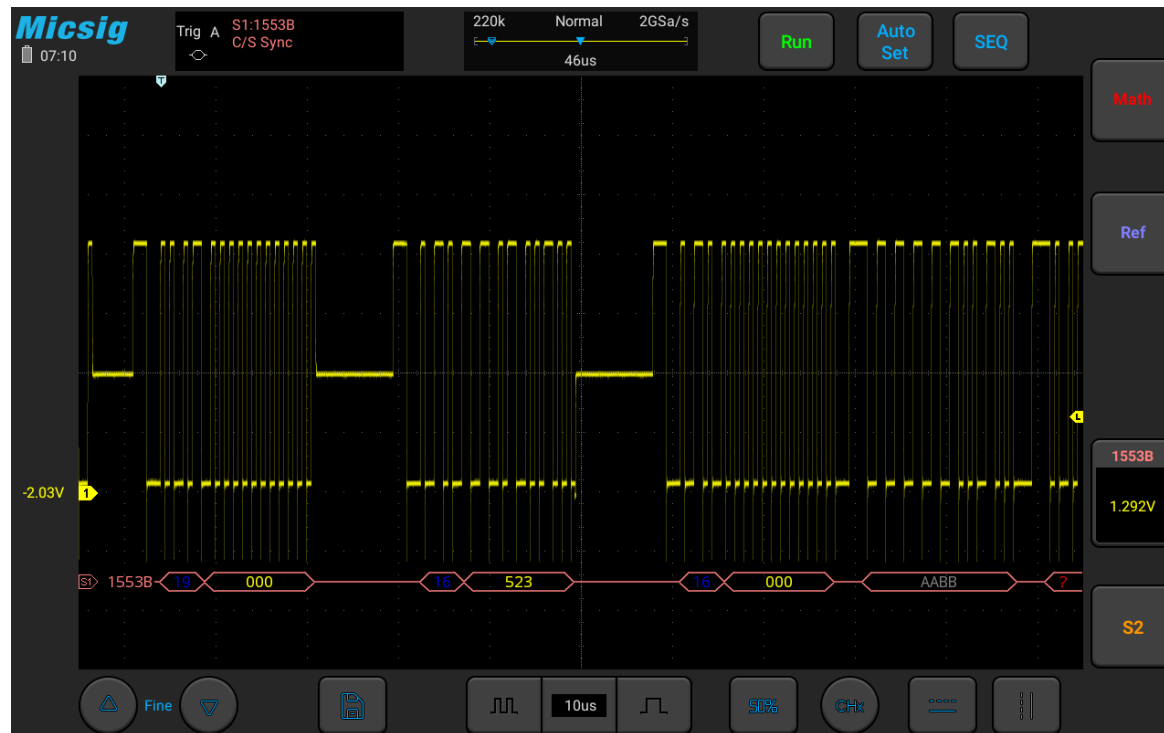 Micsig
07:10
Trig A S1:1553B
C/S Sync
220k Normal 2GSa/s
46us
Run
Auto
Set
SEQ
T
Math
Ref
L
1553B
1.292V
-2.03V 1
S1 1553B 19 000 16 523 16 000 AABB ?
S2
Fine
10us
50%
CHx